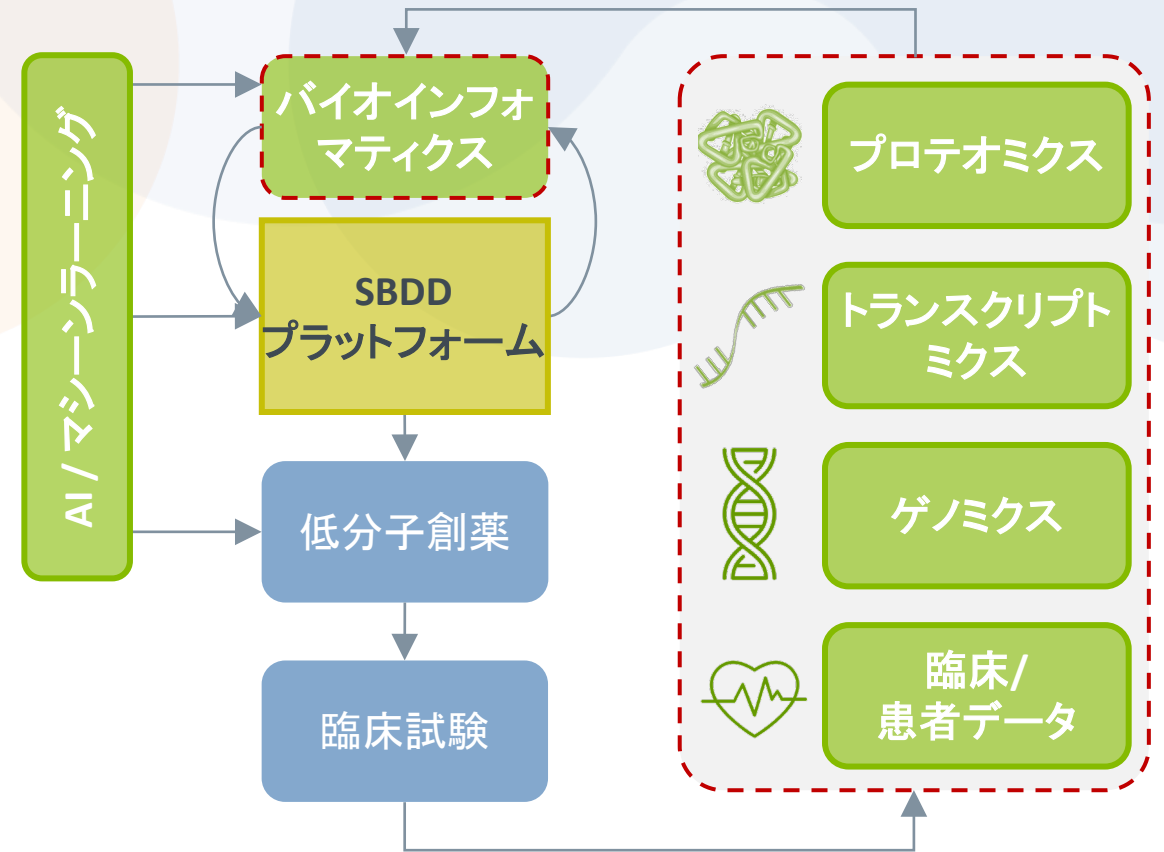 AI / マシーンラーニング
バイオインフォ
マティクス
SBDD
プラットフォーム
低分子創薬
臨床試験
プロテオミクス
トランスクリプト
ミクス
ゲノミクス
臨床/
患者データ